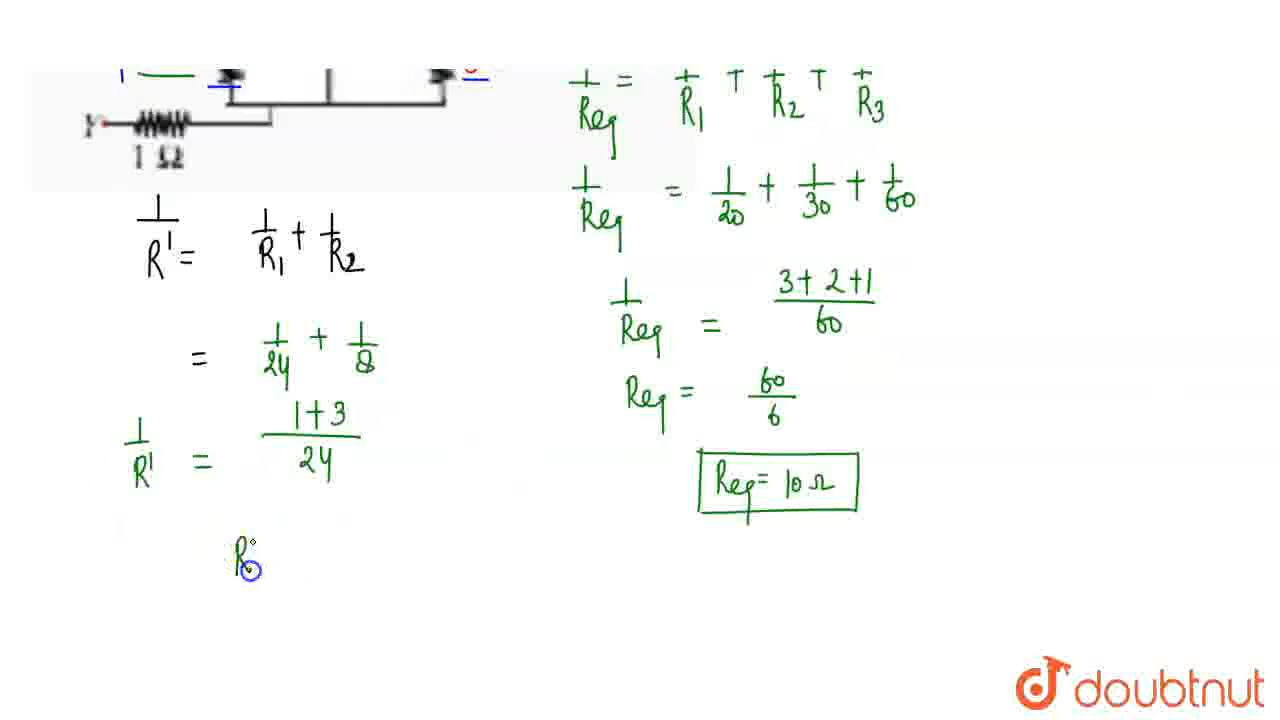 Y
1 Ω
1/R' = 1/R1 + 1/R2
= 1/24 + 1/8
1/R' = 1+3/24
R
1/Req = 1/R1 + 1/R2 + 1/R3
1/Req = 1/20 + 1/30 + 1/60
1/Req = 3+2+1/60
Req = 60/6
Req = 10 Ω
doubtnut